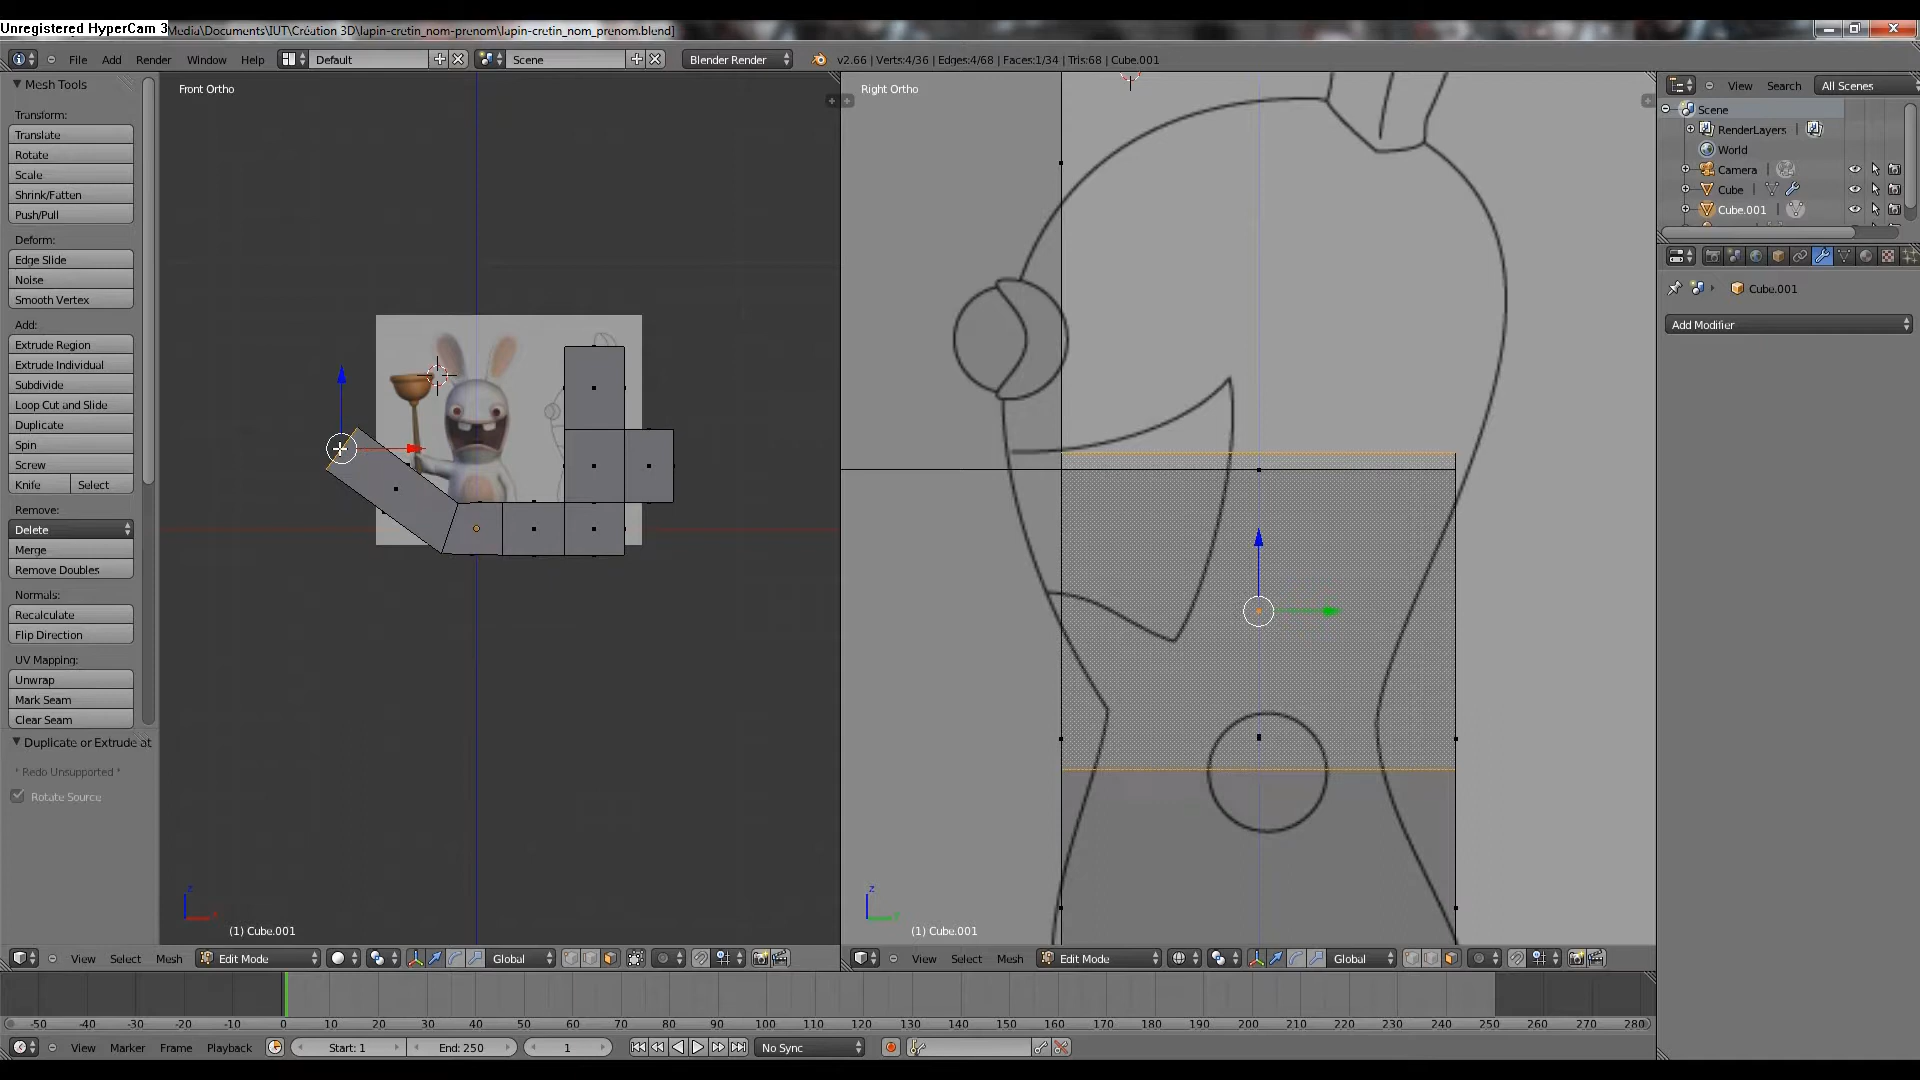 Unregistered HyperCam 3
Media\Documents\IUT\Création 3D\lapin-cretin_nom-prenom\lapin-cretin_nom_prenom.blend]
File Add Render Window Help Default Scene Blender Render v2.66 | Verts:4/36 | Edges:4/68 | Faces:1/34 | Tris:68 | Cube.001
Mesh Tools
Transform:
Translate
Rotate
Scale
Shrink/Fatten
Push/Pull
Deform:
Edge Slide
Noise
Smooth Vertex
Add:
Extrude Region
Extrude Individual
Subdivide
Loop Cut and Slide
Duplicate
Spin
Screw
Knife Select
Remove:
Delete
Merge
Remove Doubles
Normals:
Recalculate
Flip Direction
UV Mapping:
Unwrap
Mark Seam
Clear Seam
Duplicate or Extrude at
* Redo Unsupported *
Rotate Source
Front Ortho
z
(1) Cube.001
Right Ortho
z
(1) Cube.001
View Search All Scenes
Scene
RenderLayers
World
Camera
Cube
Cube.001
Cube.001
Add Modifier
View Select Mesh Edit Mode Global
View Select Mesh Edit Mode Global
-50 -40 -30 -20 -10 0 10 20 30 40 50 60 70 80 90 100 110 120 130 140 150 160 170 180 190 200 210 220 230 240 250 260 270 280
View Marker Frame Playback Start: 1 End: 250 1 No Sync